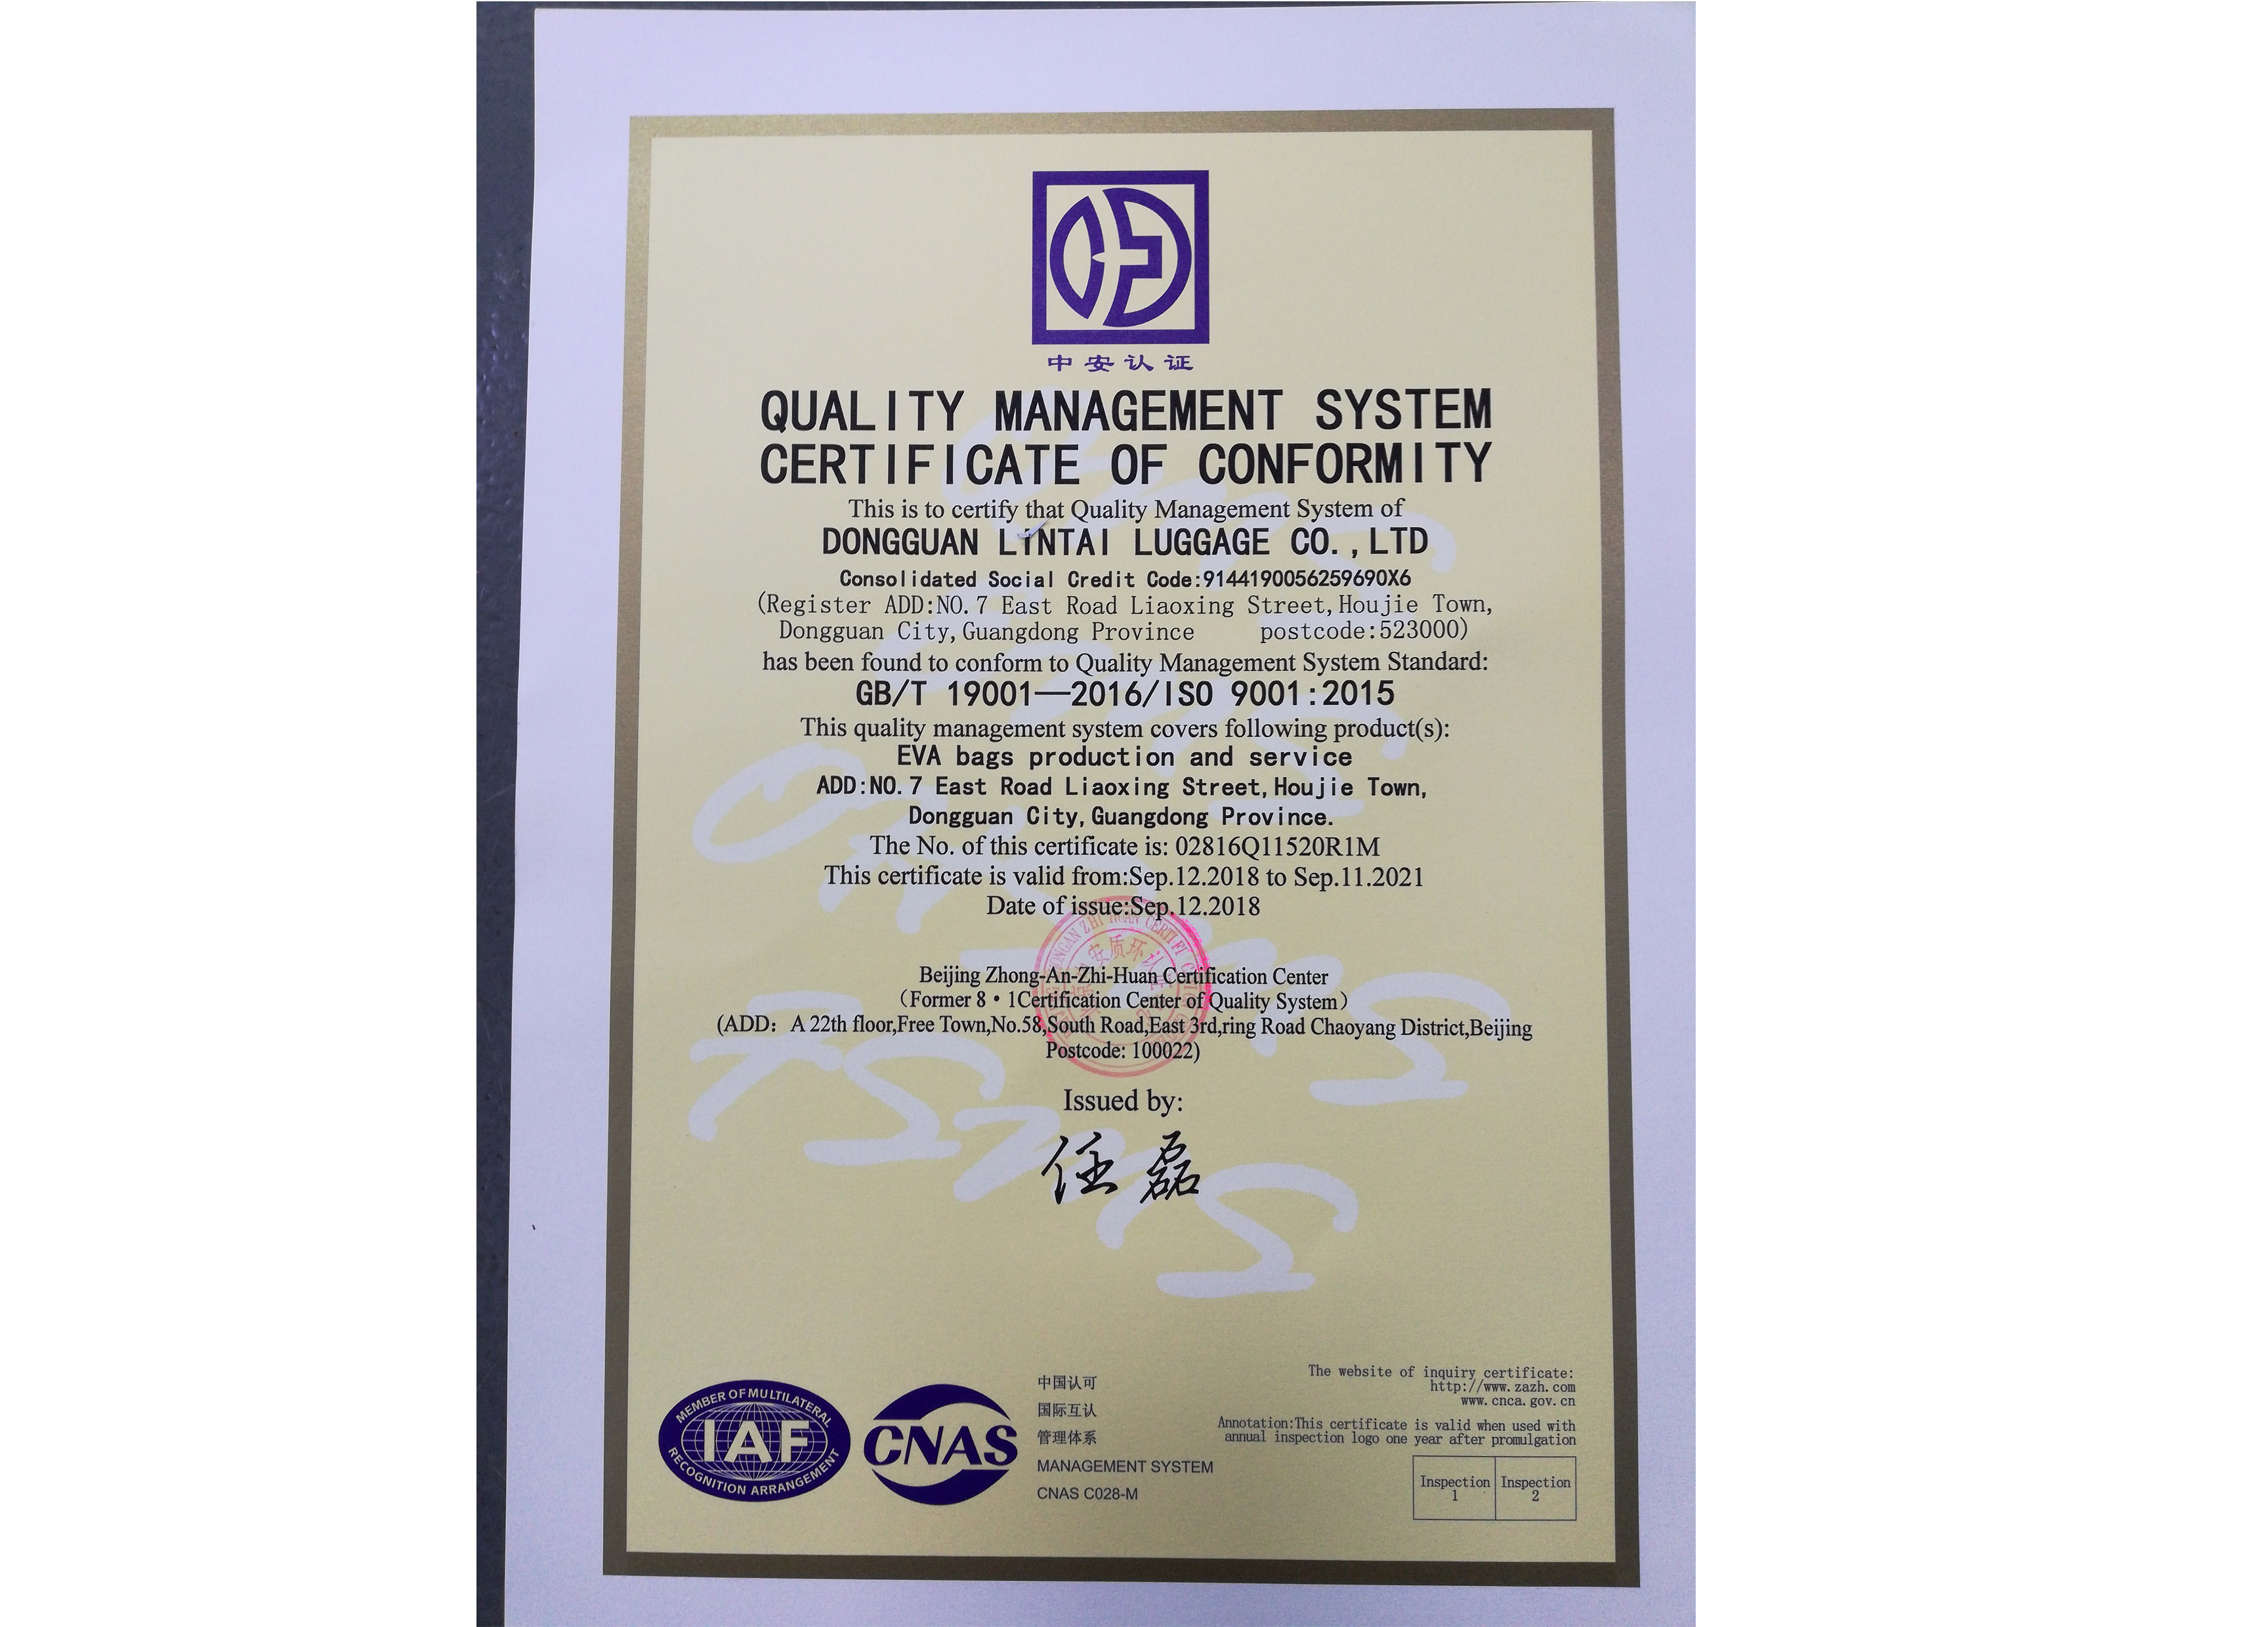 中安认证
QUALITY MANAGEMENT SYSTEM
CERTIFICATE OF CONFORMITY
This is to certify that Quality Management System of
DONGGUAN LINTAI LUGGAGE CO.,LTD
Consolidated Social Credit Code:9144190056259690X6
(Register ADD:NO.7 East Road Liaoxing Street,Houjie Town,
Dongguan City,Guangdong Province postcode:523000)
has been found to conform to Quality Management System Standard:
GB/T 19001—2016/ISO 9001:2015
This quality management system covers following product(s):
EVA bags production and service
ADD:NO.7 East Road Liaoxing Street,Houjie Town,
Dongguan City,Guangdong Province.
The No. of this certificate is: 02816Q11520R1M
This certificate is valid from:Sep.12.2018 to Sep.11.2021
Date of issue:Sep.12.2018
Beijing Zhong-An-Zhi-Huan Certification Center
（Former 8·1Certification Center of Quality System）
(ADD： A 22th floor,Free Town,No.58,South Road,East 3rd,ring Road Chaoyang District,Beijing
Postcode: 100022)
Issued by:
任磊
MEMBER OF MULTILATERAL
IAF
RECOGNITION ARRANGEMENT
CNAS
中国认可
国际互认
管理体系
MANAGEMENT SYSTEM
CNAS C028-M
The website of inquiry certificate:
http://www.zazh.com
www.cnca.gov.cn
Annotation:This certificate is valid when used with
annual inspection logo one year after promulgation
Inspection 1
Inspection 2